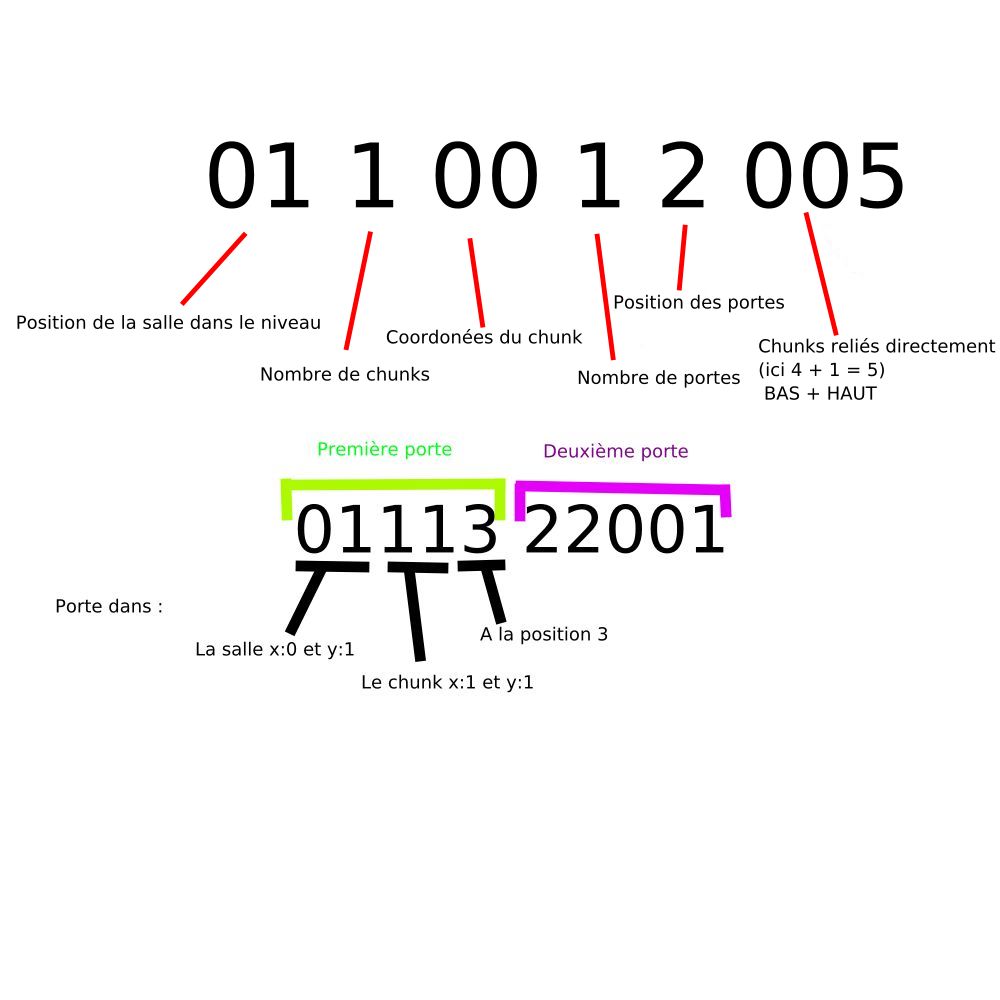 01 1 00 1 2 005
Position de la salle dans le niveau
Nombre de chunks
Coordonées du chunk
Nombre de portes
Position des portes
Chunks reliés directement
(ici 4 + 1 = 5)
BAS + HAUT
Première porte
Deuxième porte
01113 22001
Porte dans :
La salle x:0 et y:1
Le chunk x:1 et y:1
A la position 3